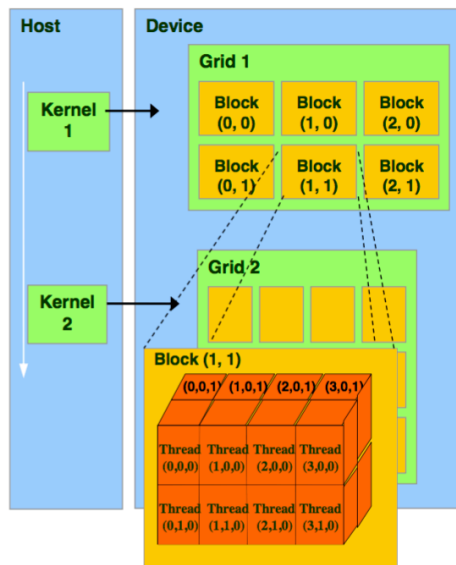 Host
Device
Grid 1
Kernel
1
Block
(0, 0)
Block
(1, 0)
Block
(2, 0)
Block
(0, 1)
Block
(1, 1)
Block
(2, 1)
Grid 2
Kernel
2
Block (1, 1)
(0,0,1) (1,0,1) (2,0,1) (3,0,1)
Thread
(0,0,0)
Thread
(1,0,0)
Thread
(2,0,0)
Thread
(3,0,0)
Thread
(0,1,0)
Thread
(1,1,0)
Thread
(2,1,0)
Thread
(3,1,0)